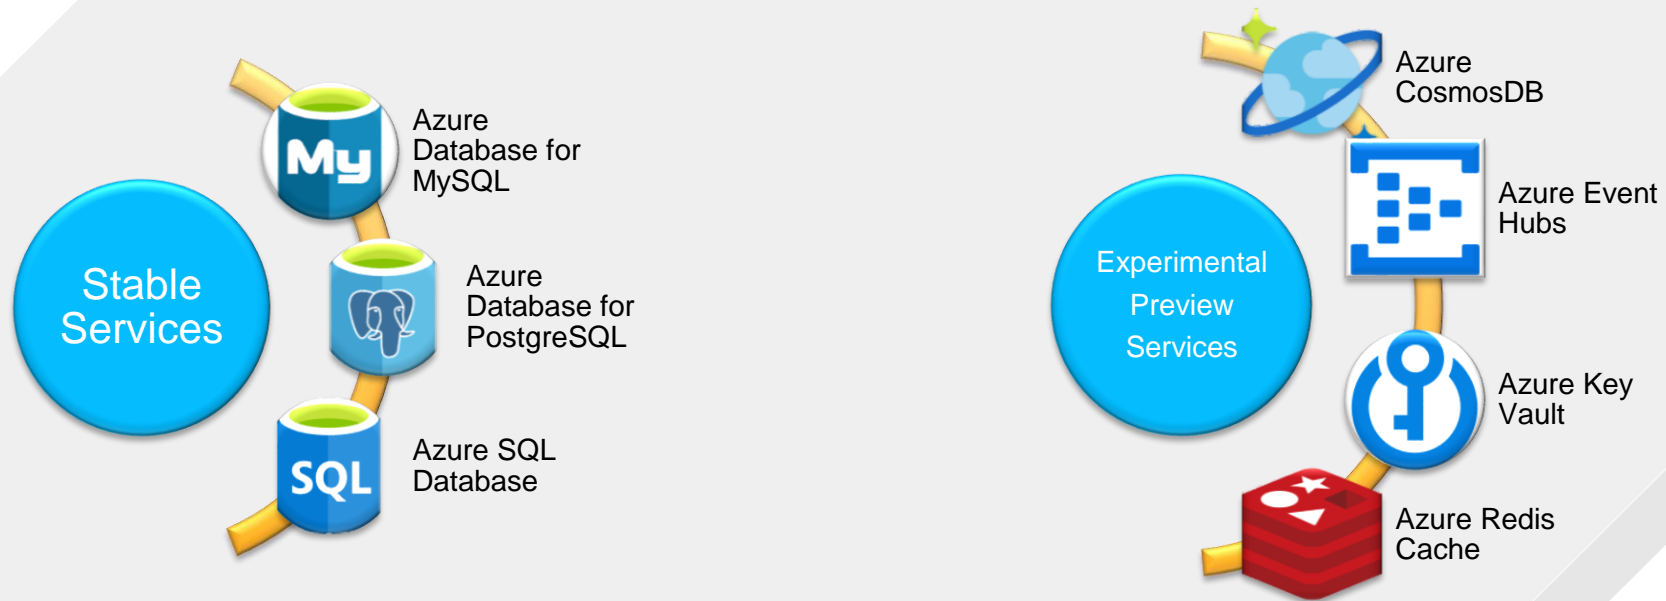 Stable
Services
My
Azure
Database for
MySQL
Azure
Database for
PostgreSQL
SQL
Azure SQL
Database
Experimental
Preview
Services
Azure
CosmosDB
Azure Event
Hubs
Azure Key
Vault
Azure Redis
Cache